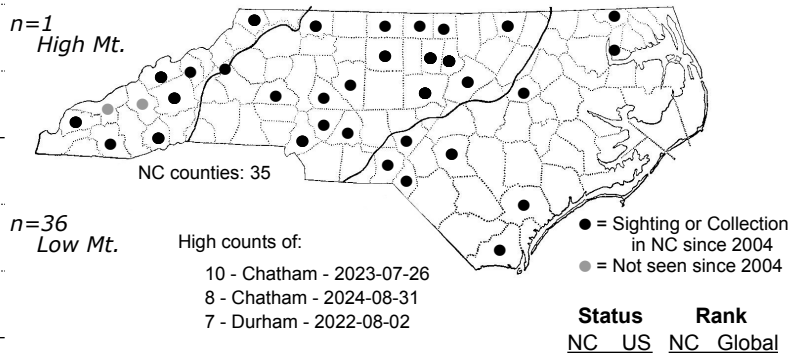 n=1
High Mt.
NC counties: 35
n=36
Low Mt.
High counts of:
10 - Chatham - 2023-07-26
8 - Chatham - 2024-08-31
7 - Durham - 2022-08-02
= Sighting or Collection
in NC since 2004
= Not seen since 2004
Status Rank
NC US NC Global